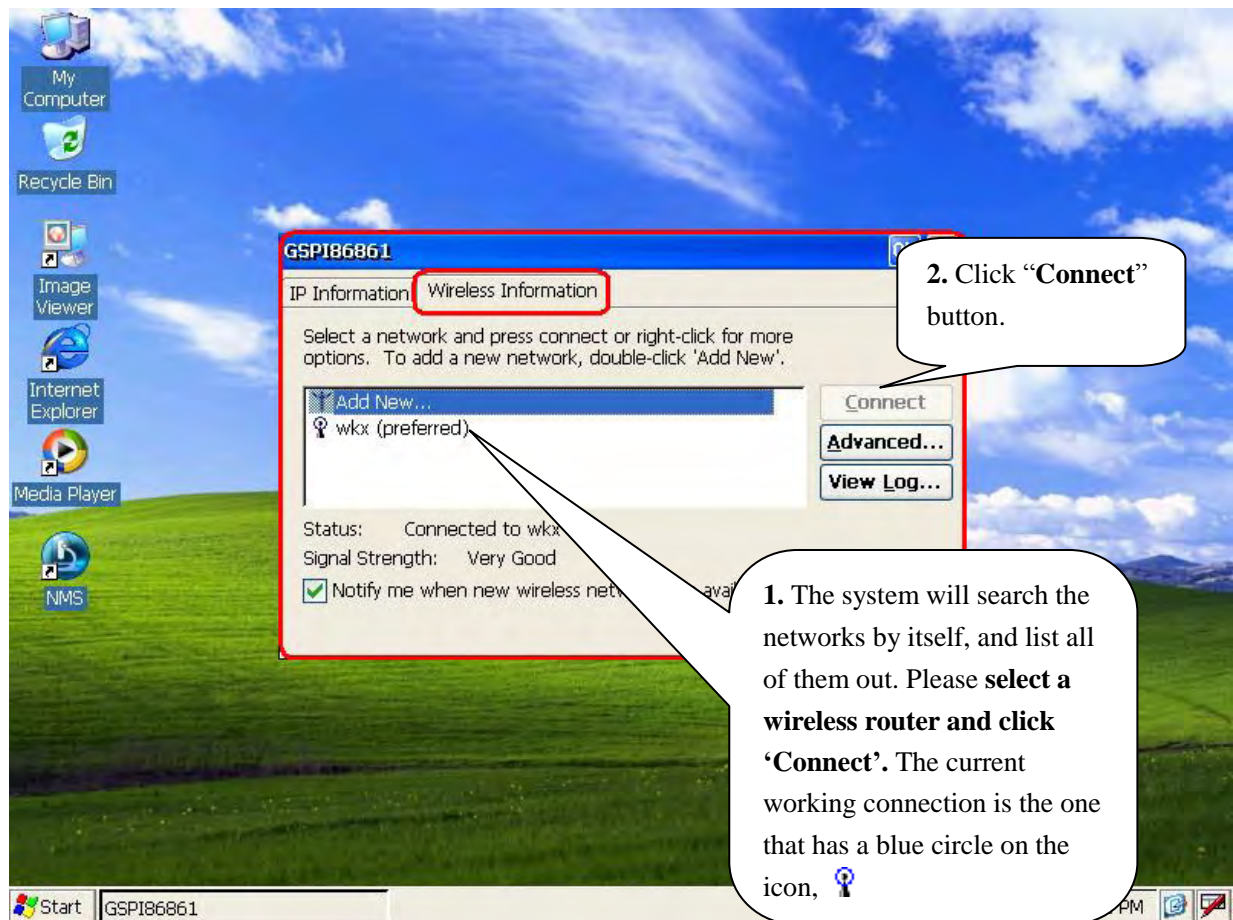 My
Computer
Recycle Bin
Image
Viewer
Internet
Explorer
Media Player
NMS
GSPI86861
IP Information
Wireless Information
Select a network and press connect or right-click for more
options. To add a new network, double-click 'Add New'.
Add New...
wkx (preferred)
Connect
Advanced...
View Log...
Status: Connected to wkx
Signal Strength: Very Good
Notify me when new wireless
2. Click “Connect”
button.
1. The system will search the
networks by itself, and list all
of them out. Please select a
wireless router and click
‘Connect’. The current
working connection is the one
that has a blue circle on the
icon,
Start
GSPI86861
PM